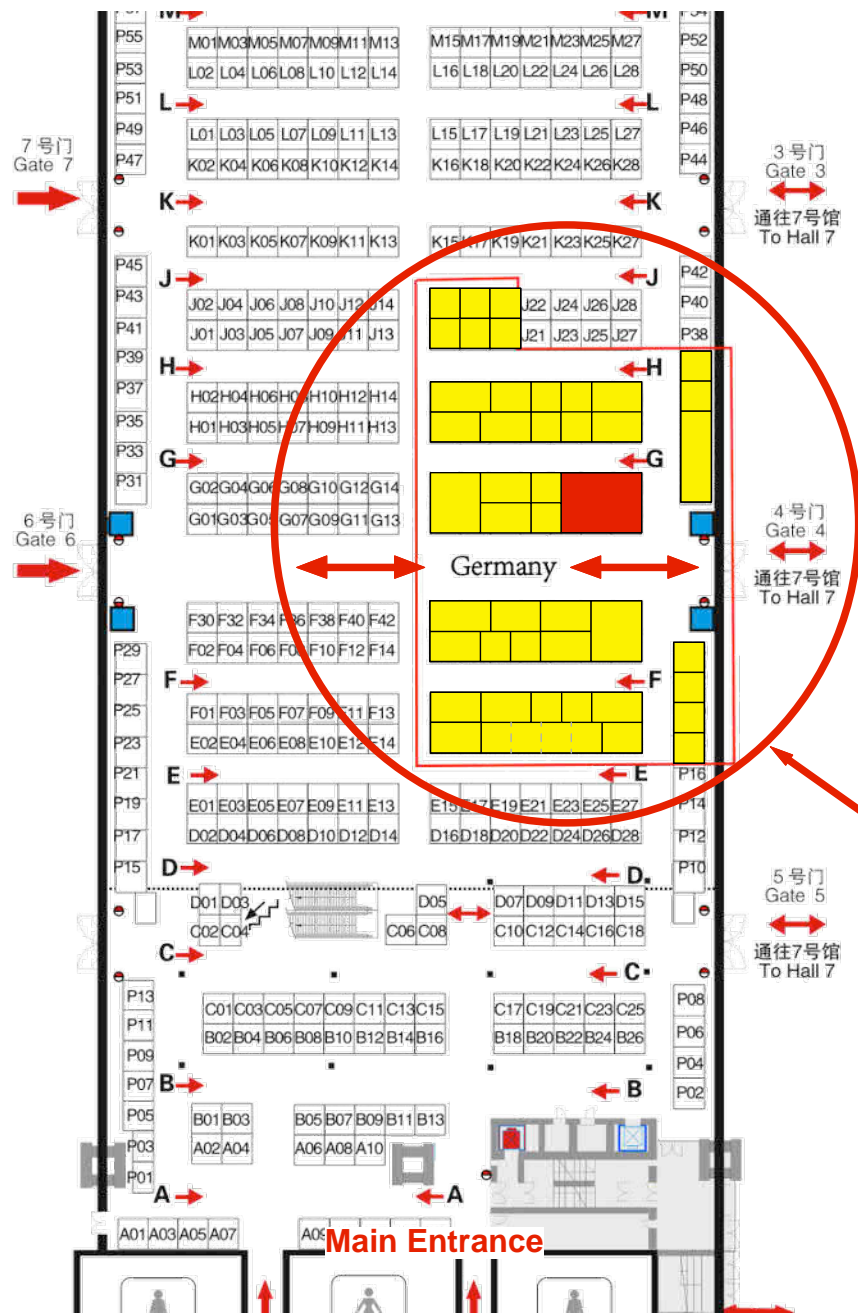 M M
P55 M01 M03 M05 M07 M09 M11 M13 M15 M17 M19 M21 M23 M25 M27 P52
P53 L02 L04 L06 L08 L10 L12 L14 L16 L18 L20 L22 L24 L26 L28 P50
P51 L L P48
P49 L01 L03 L05 L07 L09 L11 L13 L15 L17 L19 L21 L23 L25 L27 P46
7号门
Gate 7
P47 K02 K04 K06 K08 K10 K12 K14 K16 K18 K20 K22 K24 K26 K28 P44
3号门
Gate 3
K K
通往7号馆
To Hall 7
K01 K03 K05 K07 K09 K11 K13 K15 K17 K19 K21 K23 K25 K27
P45 J J P42
P43 J02 J04 J06 J08 J10 J12 J14 J22 J24 J26 J28 P40
P41 J01 J03 J05 J07 J09 J11 J13 J21 J23 J25 J27 P38
P39 H H
P37 H02 H04 H06 H08 H10 H12 H14
P35 H01 H03 H05 H07 H09 H11 H13
P33 G G
P31 G02 G04 G06 G08 G10 G12 G14
6号门
Gate 6
G01 G03 G05 G07 G09 G11 G13
4号门
Gate 4
Germany
通往7号馆
To Hall 7
F30 F32 F34 F36 F38 F40 F42
P29 F02 F04 F06 F08 F10 F12 F14
P27 F F
P25 F01 F03 F05 F07 F09 F11 F13
P23 E02 E04 E06 E08 E10 E12 E14
P21 E E P16
P19 E01 E03 E05 E07 E09 E11 E13 E15 E17 E19 E21 E23 E25 E27 P14
P17 D02 D04 D06 D08 D10 D12 D14 D16 D18 D20 D22 D24 D26 D28 P12
P15 D D P10
5号门
Gate 5
D01 D03 D05 D07 D09 D11 D13 D15
C02 C04 C06 C08 C10 C12 C14 C16 C18
通往7号馆
To Hall 7
C C
P13 C01 C03 C05 C07 C09 C11 C13 C15 C17 C19 C21 C23 C25 P08
P11 B02 B04 B06 B08 B10 B12 B14 B16 B18 B20 B22 B24 B26 P06
P09 P04
P07 B B P02
P05 B01 B03 B05 B07 B09 B11 B13
P03 A02 A04 A06 A08 A10
P01
A A
A01 A03 A05 A07
Main Entrance